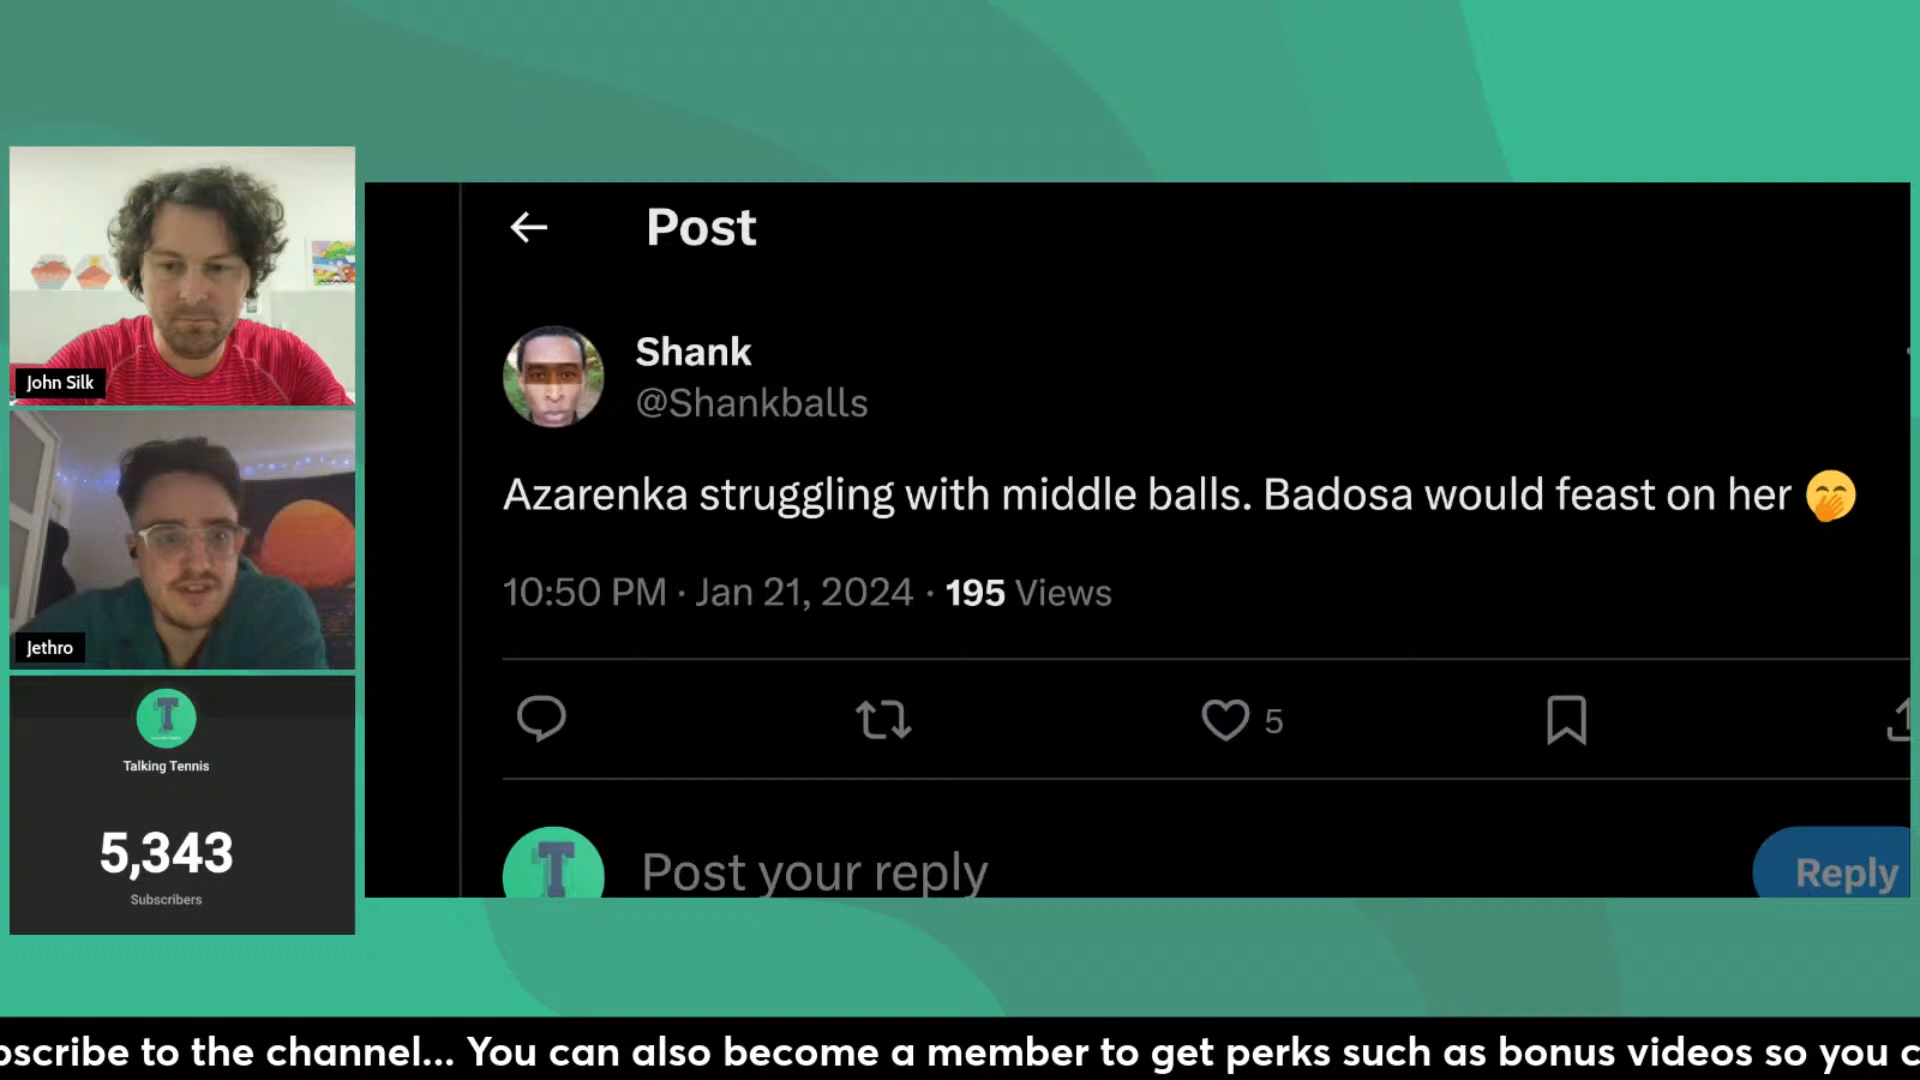 John Silk
Jethro
T
Talking Tennis
5,343
Subscribers
Post
Shank
@Shankballs
Azarenka struggling with middle balls. Badosa would feast on her 🤭
10:50 PM · Jan 21, 2024 · 195 Views
5
T
Post your reply
Reply
bscribe to the channel... You can also become a member to get perks such as bonus videos so you c